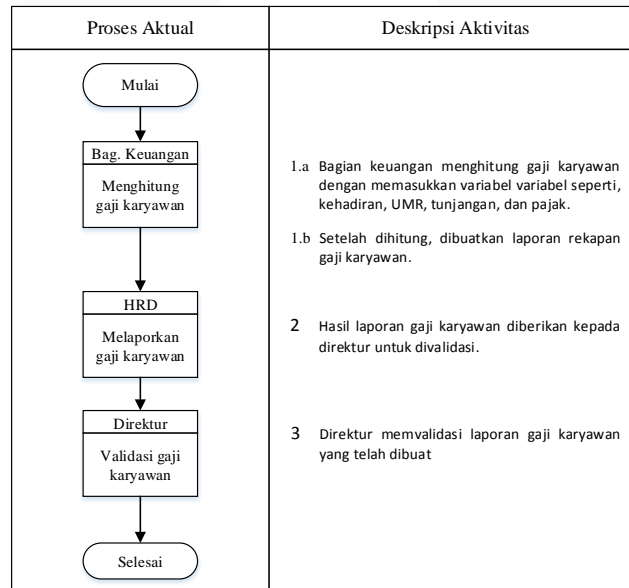 Proses Aktual
Deskripsi Aktivitas
Mulai
Bag. Keuangan
Menghitung
gaji karyawan
1.a Bagian keuangan menghitung gaji karyawan
dengan memasukkan variabel variabel seperti,
kehadiran, UMR, tunjangan, dan pajak.
1.b Setelah dihitung, dibuatkan laporan rekapan
gaji karyawan.
HRD
Melaporkan
gaji karyawan
2 Hasil laporan gaji karyawan diberikan kepada
direktur untuk divalidasi.
Direktur
Validasi gaji
karyawan
3 Direktur memvalidasi laporan gaji karyawan
yang telah dibuat
Selesai